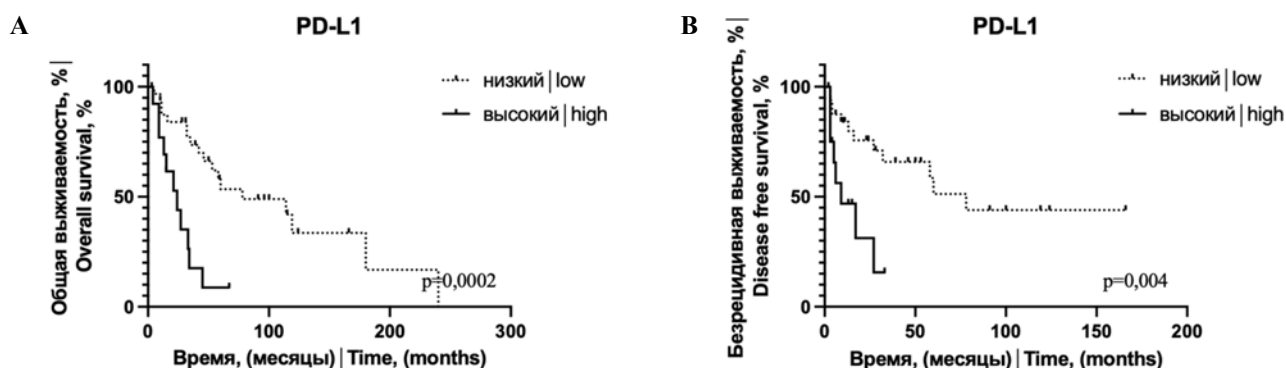 A
PD-L1
Общая выживаемость, % |
Overall survival, %
100
50
0
0
100
200
300
низкий | low
высокий | high
p=0,0002
Время, (месяцы) | Time, (months)
B
PD-L1
Безрецидивная выживаемость, % |
Disease free survival, %
100
50
0
0
50
100
150
200
низкий | low
высокий | high
p=0,004
Время, (месяцы) | Time, (months)